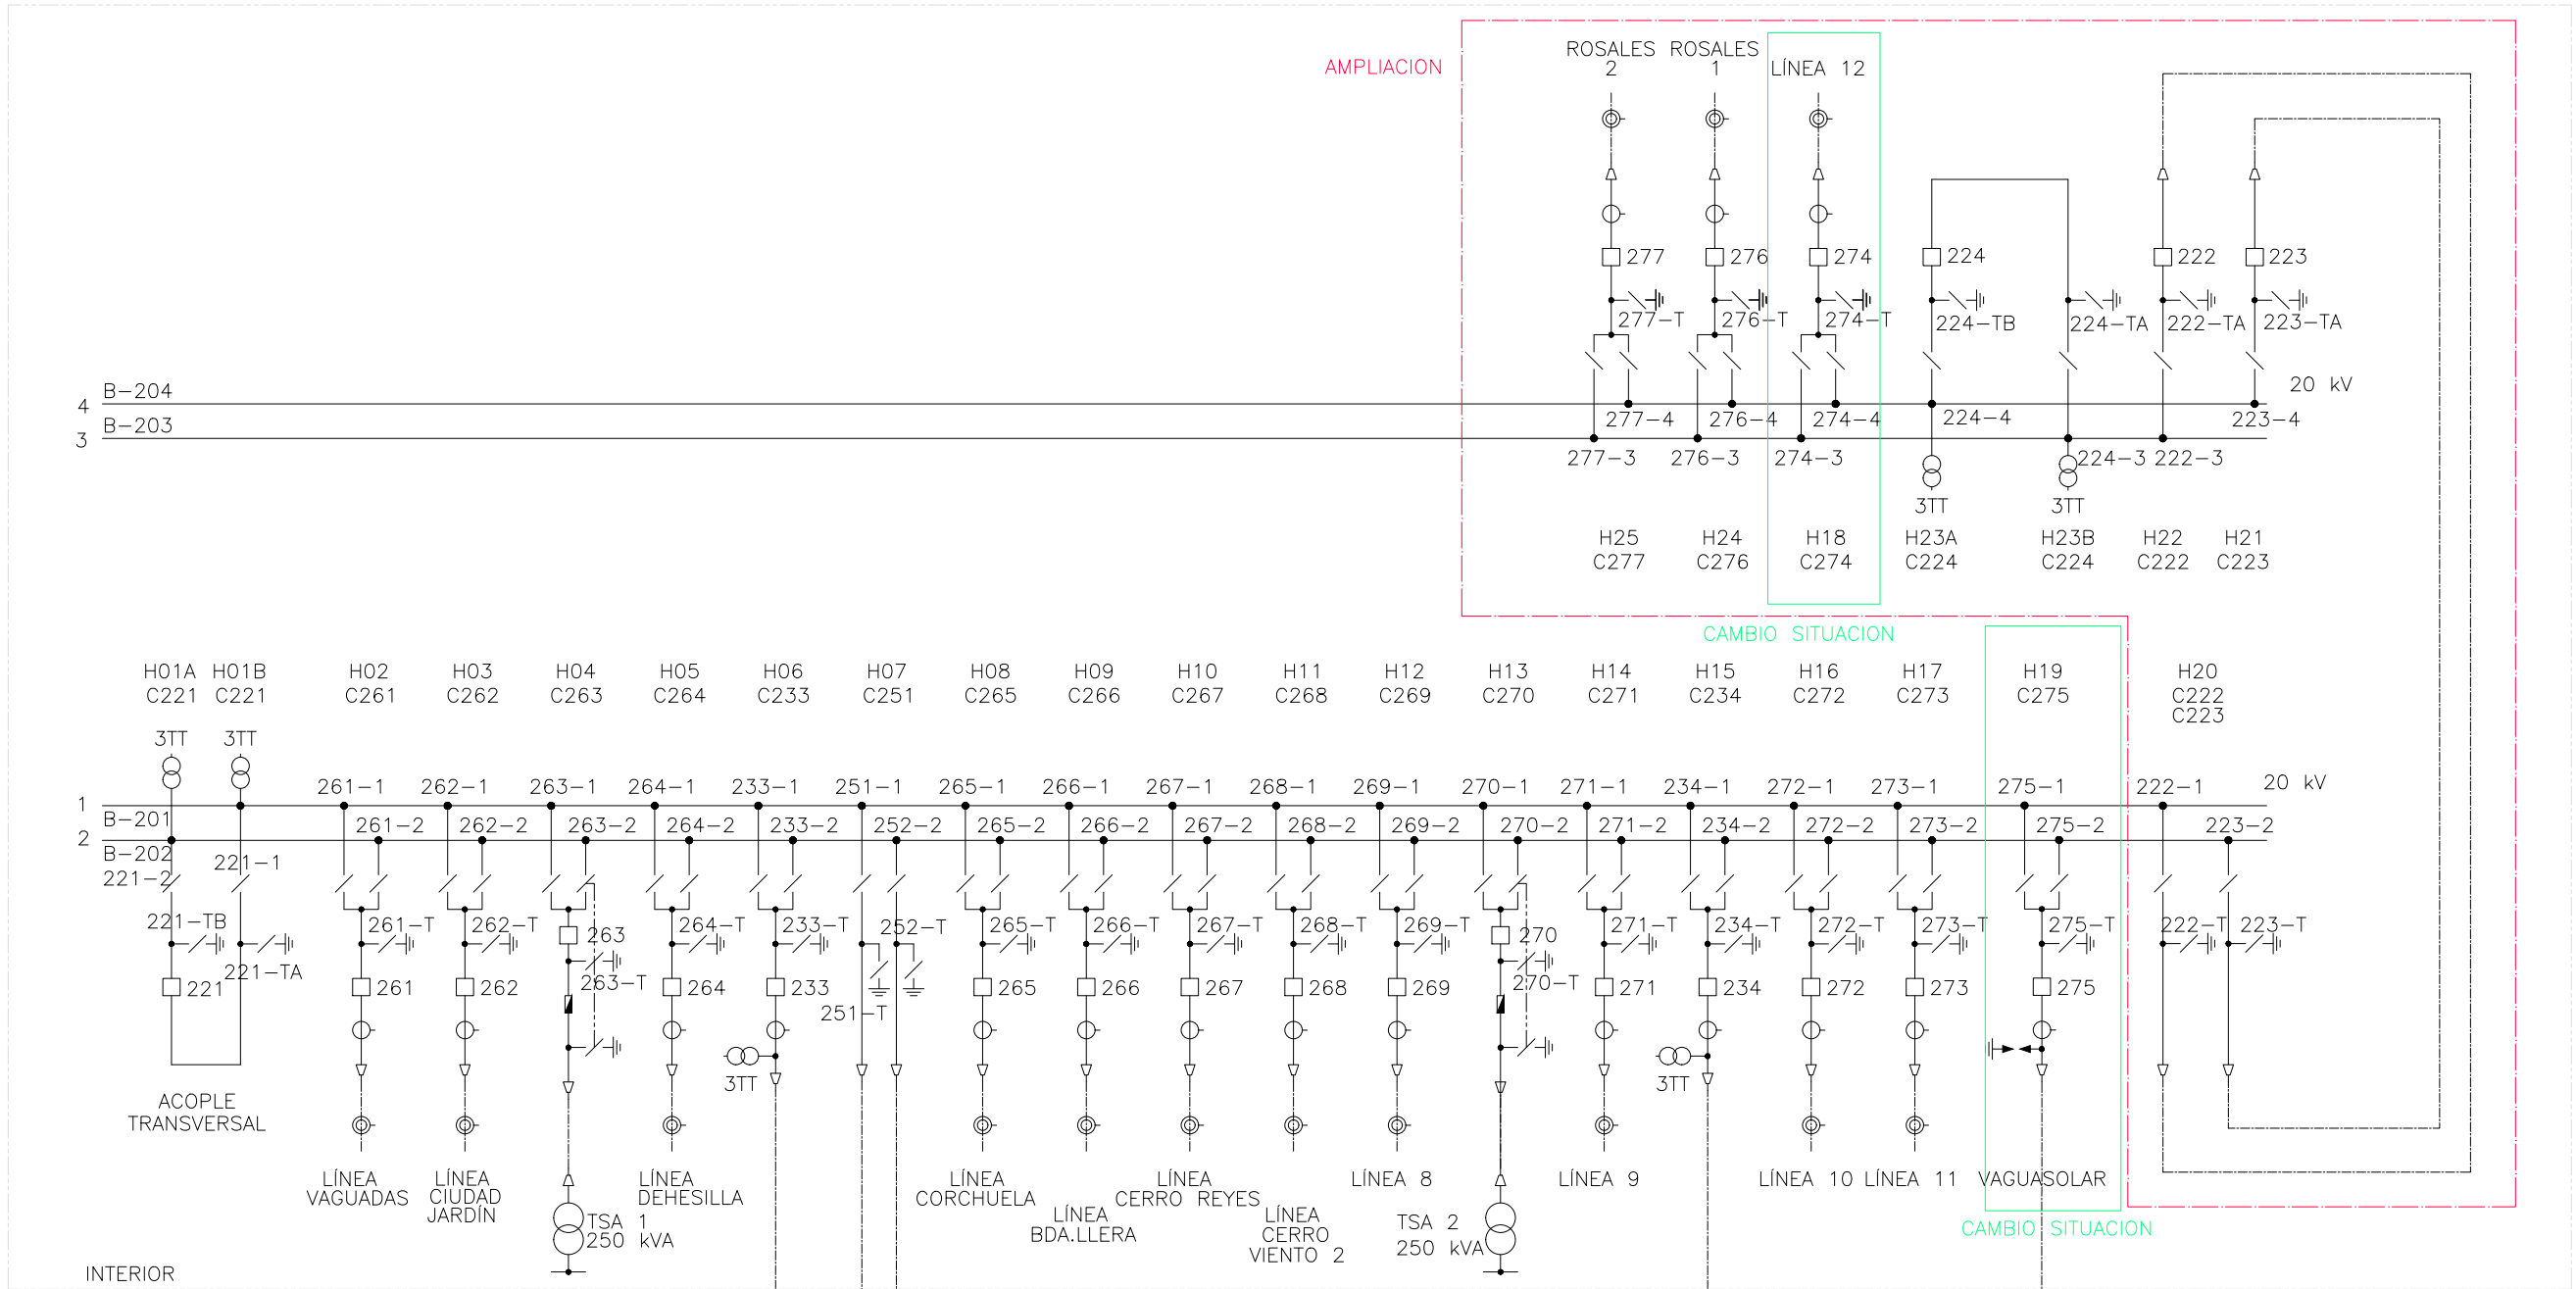 ROSALES ROSALES
2 1 LÍNEA 12
AMPLIACION
277 276 274 224 222 223
277-T 276-T 274-T 224-TB 224-TA 222-TA 223-TA
20 kV
4 B-204
277-4 276-4 274-4 224-4 223-4
3 B-203
277-3 276-3 274-3 224-3 222-3
3TT 3TT
H25 H24 H18 H23A H23B H22 H21
C277 C276 C274 C224 C224 C222 C223
CAMBIO SITUACION
H01A H01B H02 H03 H04 H05 H06 H07 H08 H09 H10 H11 H12 H13 H14 H15 H16 H17 H19 H20
C221 C221 C261 C262 C263 C264 C233 C251 C265 C266 C267 C268 C269 C270 C271 C234 C272 C273 C275 C222
C223
3TT 3TT
261-1 262-1 263-1 264-1 233-1 251-1 265-1 266-1 267-1 268-1 269-1 270-1 271-1 234-1 272-1 273-1 275-1 222-1 20 kV
1 B-201
261-2 262-2 263-2 264-2 233-2 252-2 265-2 266-2 267-2 268-2 269-2 270-2 271-2 234-2 272-2 273-2 275-2 223-2
2 B-202
221-1
221-2
221-TB 261-T 262-T 264-T 233-T 252-T 265-T 266-T 267-T 268-T 269-T 271-T 234-T 272-T 273-T 275-T 222-T 223-T
263 270
221-TA 263-T 270-T
221 261 262 264 233 265 266 267 268 269 271 234 272 273 275
251-T
3TT 3TT
ACOPLE
TRANSVERSAL
LÍNEA
VAGUADAS
LÍNEA
CIUDAD
JARDÍN
TSA 1
250 kVA
LÍNEA
DEHESILLA
LÍNEA
CORCHUELA
LÍNEA
BDA.LLERA
LÍNEA
CERRO REYES
LÍNEA
CERRO
VIENTO 2
LÍNEA 8
TSA 2
250 kVA
LÍNEA 9
LÍNEA 10
LÍNEA 11
VAGUASOLAR
CAMBIO SITUACION
INTERIOR